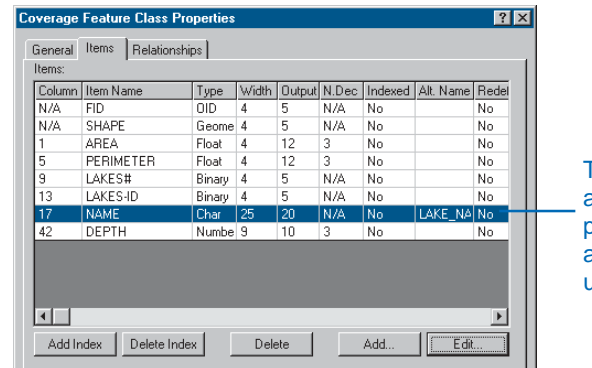 Coverage Feature Class Properties
General Items Relationships
Items:
Column Item Name Type Width Output N.Dec Indexed Alt. Name Redef
N/A FID OID 4 5 N/A No No
N/A SHAPE Geome 4 5 N/A No No
1 AREA Float 4 12 3 No No
5 PERIMETER Float 4 12 3 No No
9 LAKES# Binary 4 5 N/A No No
13 LAKES-ID Binary 4 5 N/A No No
17 NAME Char 25 20 N/A No LAKE_NA No
42 DEPTH Numbe 9 10 3 No No
Add Index Delete Index Delete Add... Edit...